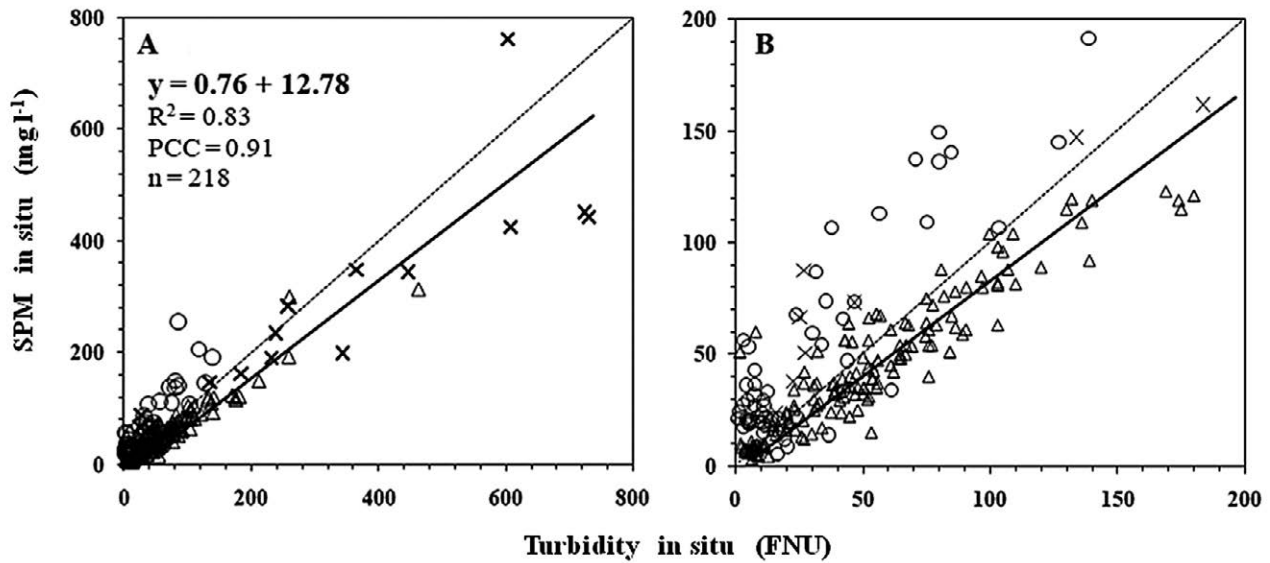 A
y = 0.76 + 12.78
R² = 0.83
PCC = 0.91
n = 218
800
600
400
200
0
0 200 400 600 800
SPM in situ (mg l⁻¹)
B
200
150
100
50
0
0 50 100 150 200
Turbidity in situ (FNU)